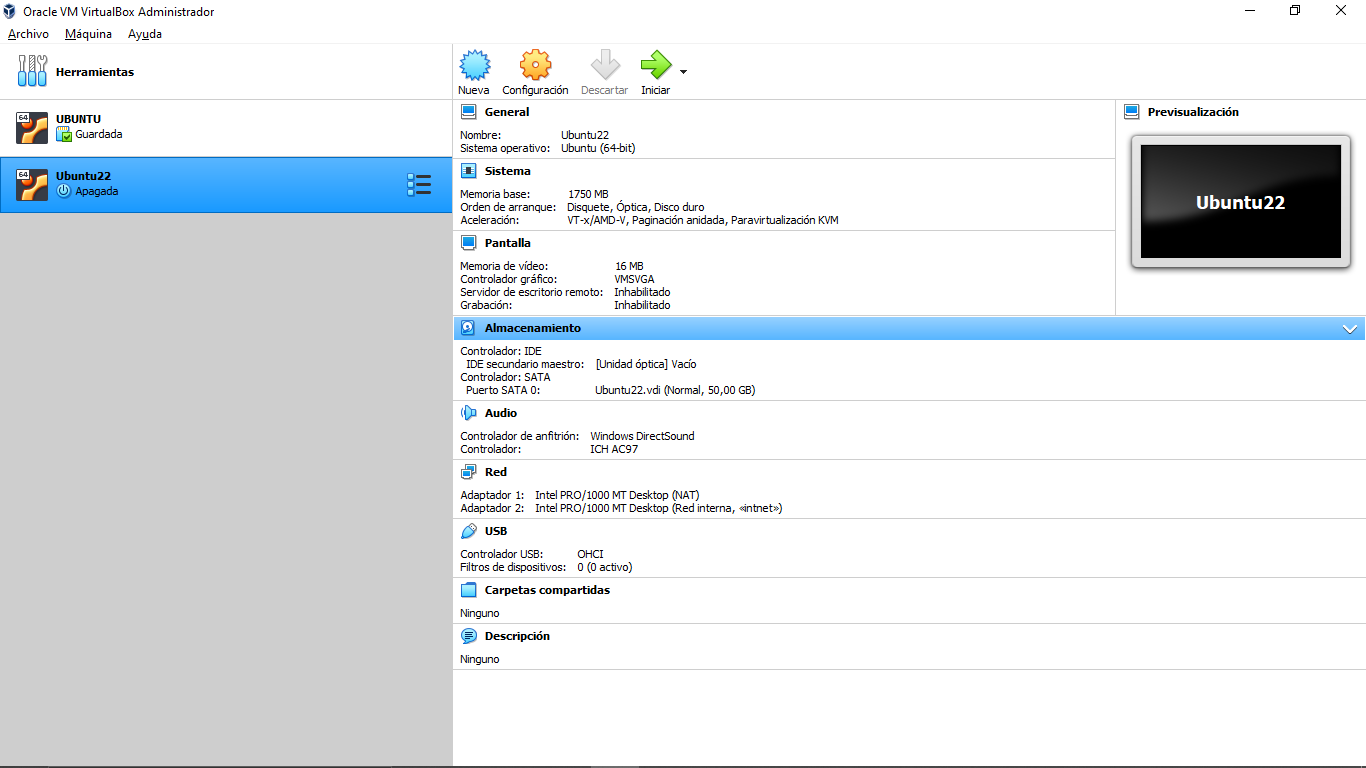 Oracle VM VirtualBox Administrador
Archivo Máquina Ayuda
Herramientas
64
UBUNTU
Guardada
64
Ubuntu22
Apagada
Nueva Configuración Descartar Iniciar
General
Nombre: Ubuntu22
Sistema operativo: Ubuntu (64-bit)
Sistema
Memoria base: 1750 MB
Orden de arranque: Disquete, Óptica, Disco duro
Aceleración: VT-x/AMD-V, Paginación anidada, Paravirtualización KVM
Pantalla
Memoria de vídeo: 16 MB
Controlador gráfico: VMSVGA
Servidor de escritorio remoto: Inhabilitado
Grabación: Inhabilitado
Previsualización
Ubuntu22
Almacenamiento
Controlador: IDE
IDE secundario maestro: [Unidad óptica] Vacío
Controlador: SATA
Puerto SATA 0: Ubuntu22.vdi (Normal, 50,00 GB)
Audio
Controlador de anfitrión: Windows DirectSound
Controlador: ICH AC97
Red
Adaptador 1: Intel PRO/1000 MT Desktop (NAT)
Adaptador 2: Intel PRO/1000 MT Desktop (Red interna, «intnet»)
USB
Controlador USB: OHCI
Filtros de dispositivos: 0 (0 activo)
Carpetas compartidas
Ninguno
Descripción
Ninguno